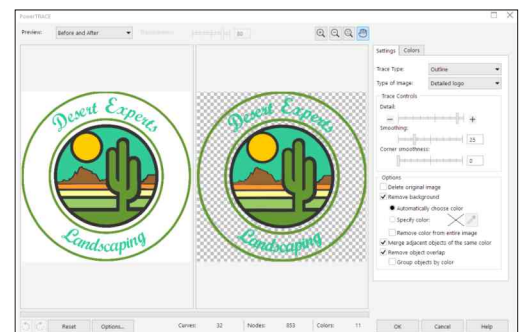 PowerTRACE
Preview: Before and After
Settings Colors
Trace Type: Outline
Type of image: Detailed logo
Trace Controls
Detail:
Smoothing:
25
Corner smoothness:
0
Options
Delete original image
Remove background
Automatically choose color
Specify color:
Remove color from entire image
Merge adjacent objects of the same color
Remove object overlap
Group objects by color
Desert Experts
Landscaping
Desert Experts
Landscaping
Reset Options... Curves: 32 Nodes: 853 Colors: 11 OK Cancel Help